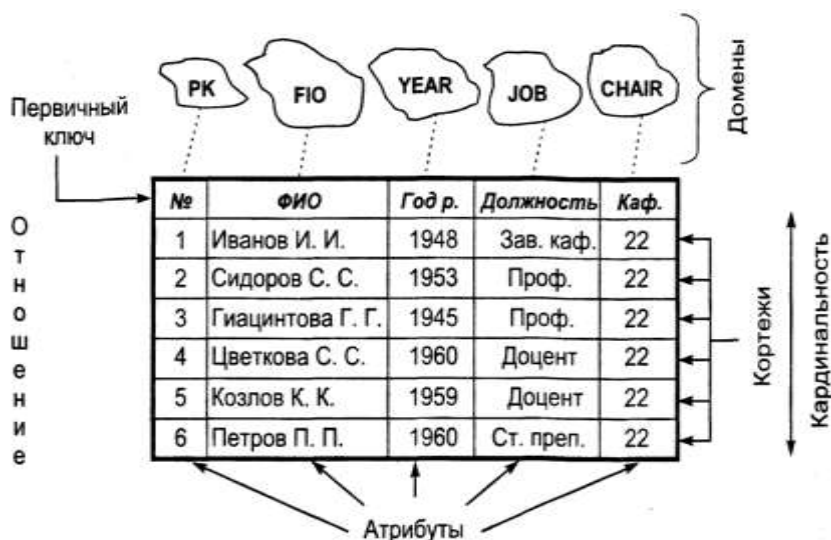 PK FIO YEAR JOB CHAIR
Домены
Первичный
ключ
Отношение
№ ФИО Год р. Должность Каф.
1 Иванов И. И. 1948 Зав. каф. 22
2 Сидоров С. С. 1953 Проф. 22
3 Гиацинтова Г. Г. 1945 Проф. 22
4 Цветкова С. С. 1960 Доцент 22
5 Козлов К. К. 1959 Доцент 22
6 Петров П. П. 1960 Ст. преп. 22
Кортежи
Кардинальность
Атрибуты